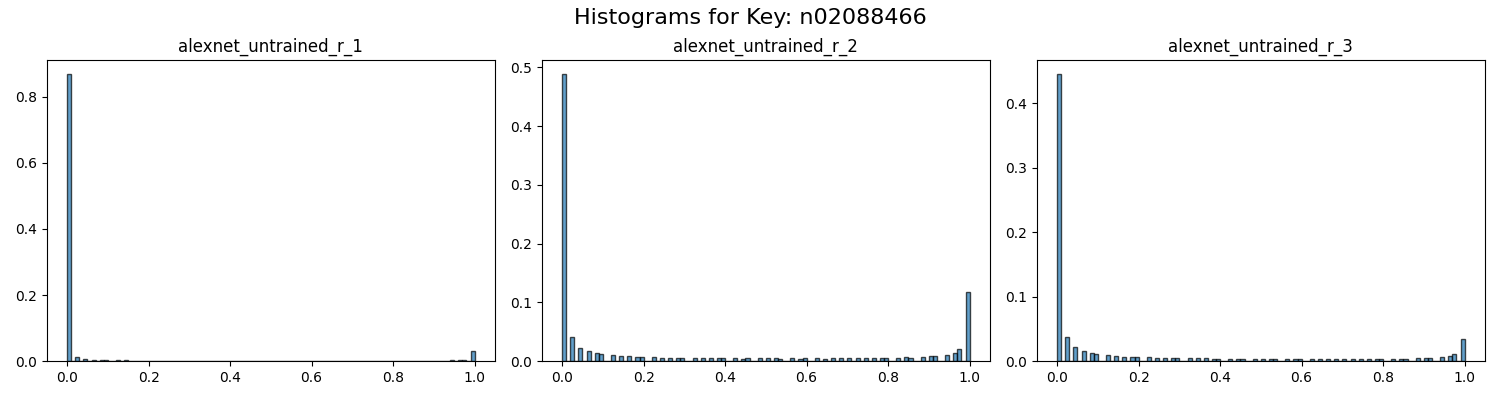 Histograms for Key: n02088466
alexnet_untrained_r_1
alexnet_untrained_r_2
alexnet_untrained_r_3
0.8
0.6
0.4
0.2
0.0
0.0 0.2 0.4 0.6 0.8 1.0
0.5
0.4
0.3
0.2
0.1
0.0
0.0 0.2 0.4 0.6 0.8 1.0
0.4
0.3
0.2
0.1
0.0
0.0 0.2 0.4 0.6 0.8 1.0